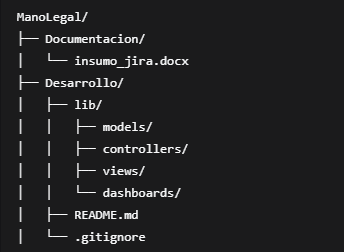 ManoLegal/
├── Documentacion/
│   └── insumo_jira.docx
├── Desarrollo/
│   ├── lib/
│   │   ├── models/
│   │   ├── controllers/
│   │   ├── views/
│   │   └── dashboards/
│   ├── README.md
│   └── .gitignore